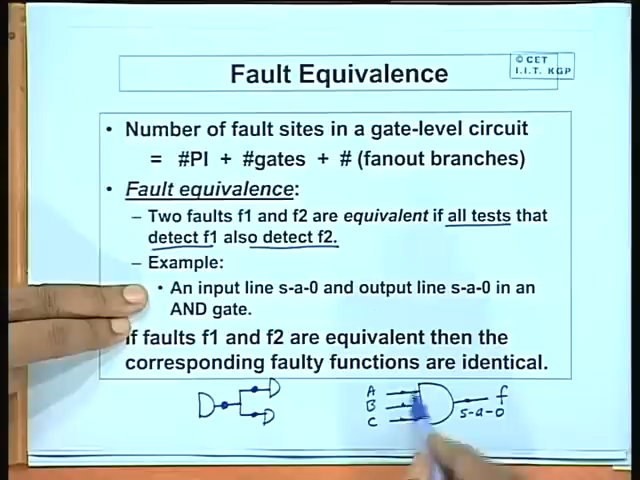 Fault Equivalence
© CET
I.I.T. KGP
• Number of fault sites in a gate-level circuit
= #PI + #gates + # (fanout branches)
• Fault equivalence:
– Two faults f1 and f2 are equivalent if all tests that
detect f1 also detect f2.
– Example:
• An input line s-a-0 and output line s-a-0 in an
AND gate.
If faults f1 and f2 are equivalent then the
corresponding faulty functions are identical.
A
B
C
f
s-a-0